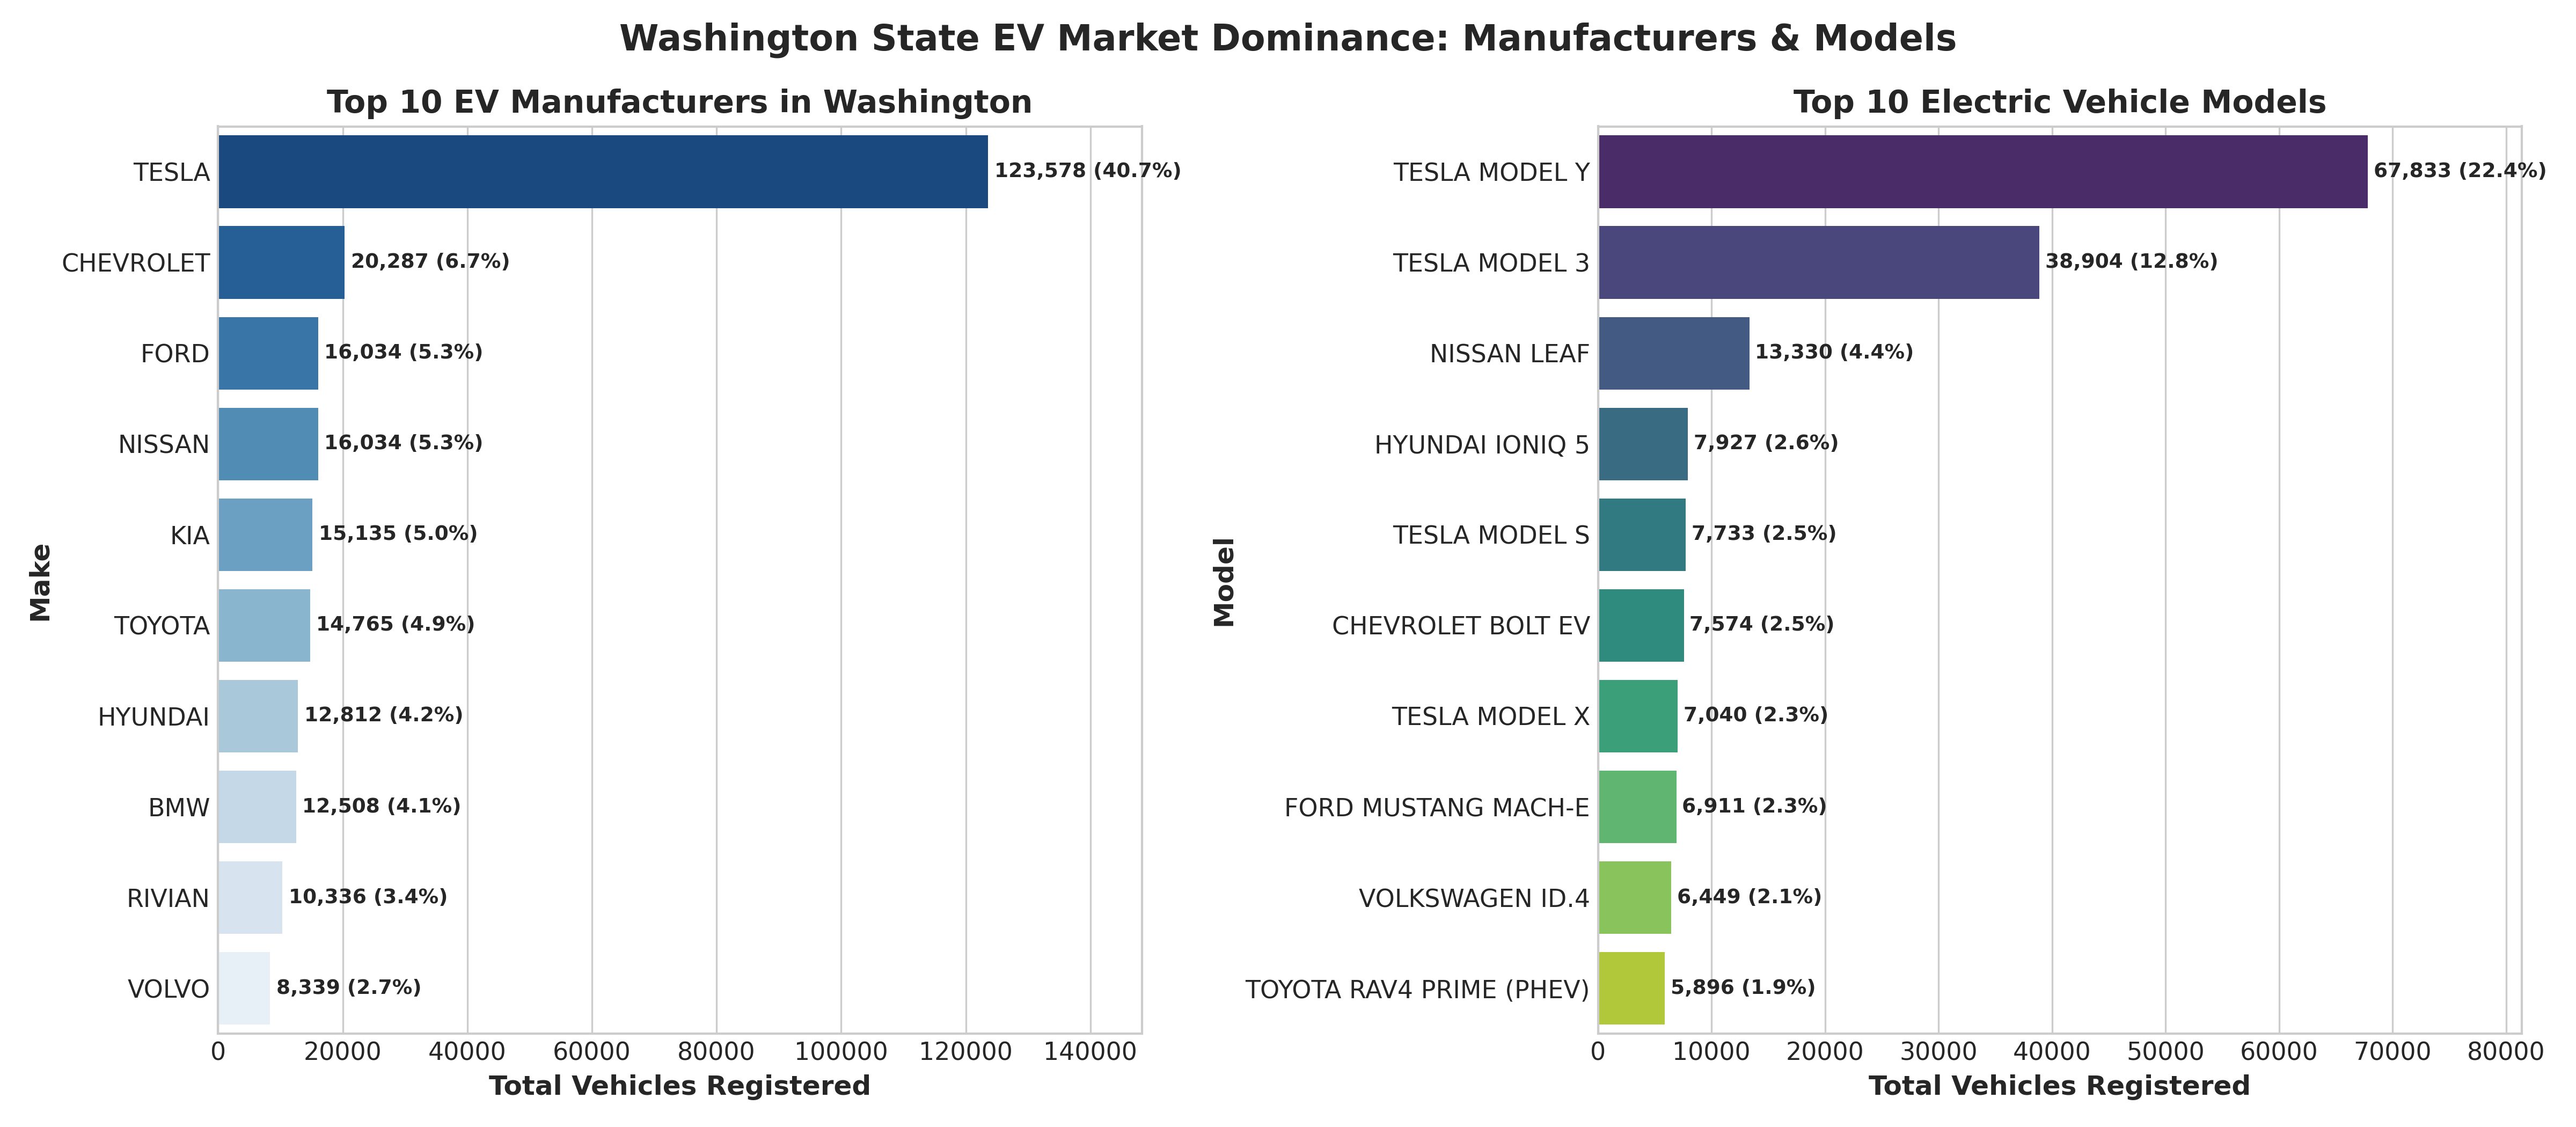 Washington State EV Market Dominance: Manufacturers & Models
Top 10 EV Manufacturers in Washington
Make
TESLA 123,578 (40.7%)
CHEVROLET 20,287 (6.7%)
FORD 16,034 (5.3%)
NISSAN 16,034 (5.3%)
KIA 15,135 (5.0%)
TOYOTA 14,765 (4.9%)
HYUNDAI 12,812 (4.2%)
BMW 12,508 (4.1%)
RIVIAN 10,336 (3.4%)
VOLVO 8,339 (2.7%)
0 20000 40000 60000 80000 100000 120000 140000
Total Vehicles Registered
Top 10 Electric Vehicle Models
Model
TESLA MODEL Y 67,833 (22.4%)
TESLA MODEL 3 38,904 (12.8%)
NISSAN LEAF 13,330 (4.4%)
HYUNDAI IONIQ 5 7,927 (2.6%)
TESLA MODEL S 7,733 (2.5%)
CHEVROLET BOLT EV 7,574 (2.5%)
TESLA MODEL X 7,040 (2.3%)
FORD MUSTANG MACH-E 6,911 (2.3%)
VOLKSWAGEN ID.4 6,449 (2.1%)
TOYOTA RAV4 PRIME (PHEV) 5,896 (1.9%)
0 10000 20000 30000 40000 50000 60000 70000 80000
Total Vehicles Registered